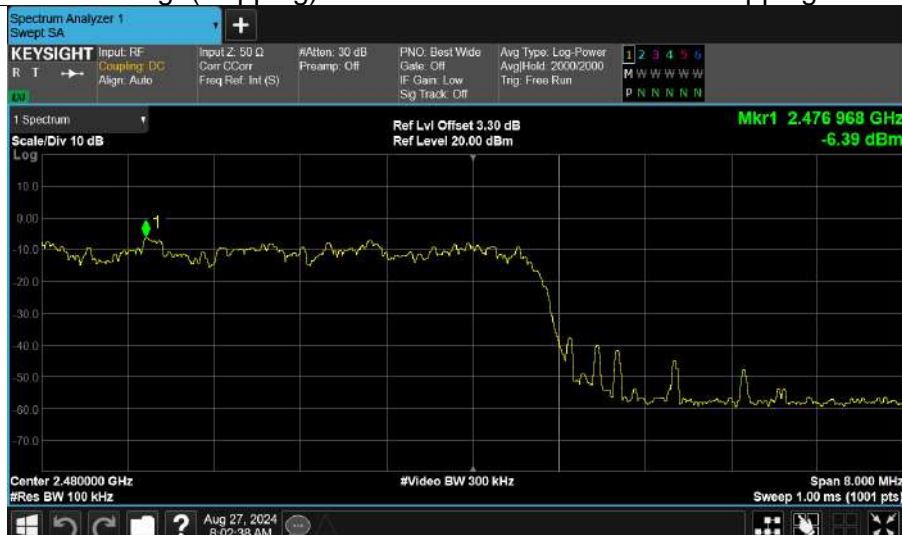 Spectrum Analyzer 1
Swept SA
+
KEYSIGHT
R T
Input: RF
Coupling: DC
Align: Auto
Input Z: 50 Ω
Corr CCorr
Freq Ref: Int (S)
#Atten: 30 dB
Preamp: Off
PNO: Best Wide
Gate: Off
IF Gain: Low
Sig Track: Off
Avg Type: Log-Power
Avg|Hold: 2000/2000
Trig: Free Run
1 2 3 4 5 6
M W W W W W
P N N N N N
1 Spectrum
Scale/Div 10 dB
Ref Lvl Offset 3.30 dB
Ref Level 20.00 dBm
Mkr1 2.476 968 GHz
-6.39 dBm
Log
10.0
0.00
1
-10.0
-20.0
-30.0
-40.0
-50.0
-60.0
-70.0
Center 2.480000 GHz
#Video BW 300 kHz
Span 8.000 MHz
#Res BW 100 kHz
Sweep 1.00 ms (1001 pts)
?
Aug 27, 2024
8:02:38 AM